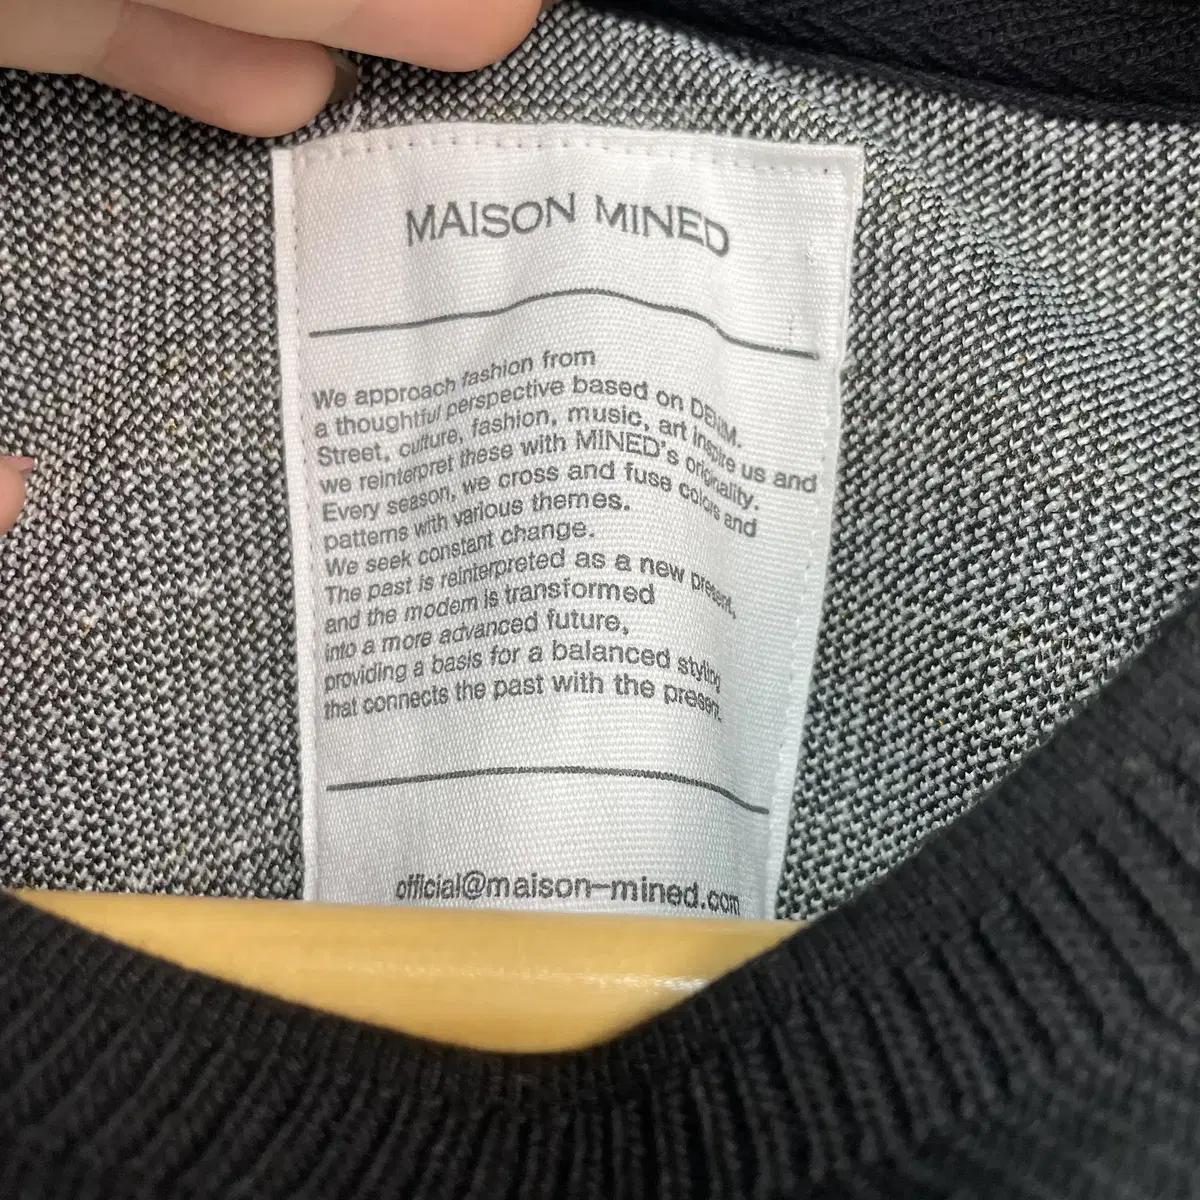 MAISON MINED
We approach fashion from
a thoughtful perspective based on DENIM.
Street, culture, fashion, music, art inspire us and
we reinterpret these with MINED's originality.
Every season, we cross and fuse colors and
patterns with various themes.
We seek constant change.
The past is reinterpreted as a new present,
and the modern is transformed
into a more advanced future,
providing a basis for a balanced styling
that connects the past with the present.
official@maison-mined.com